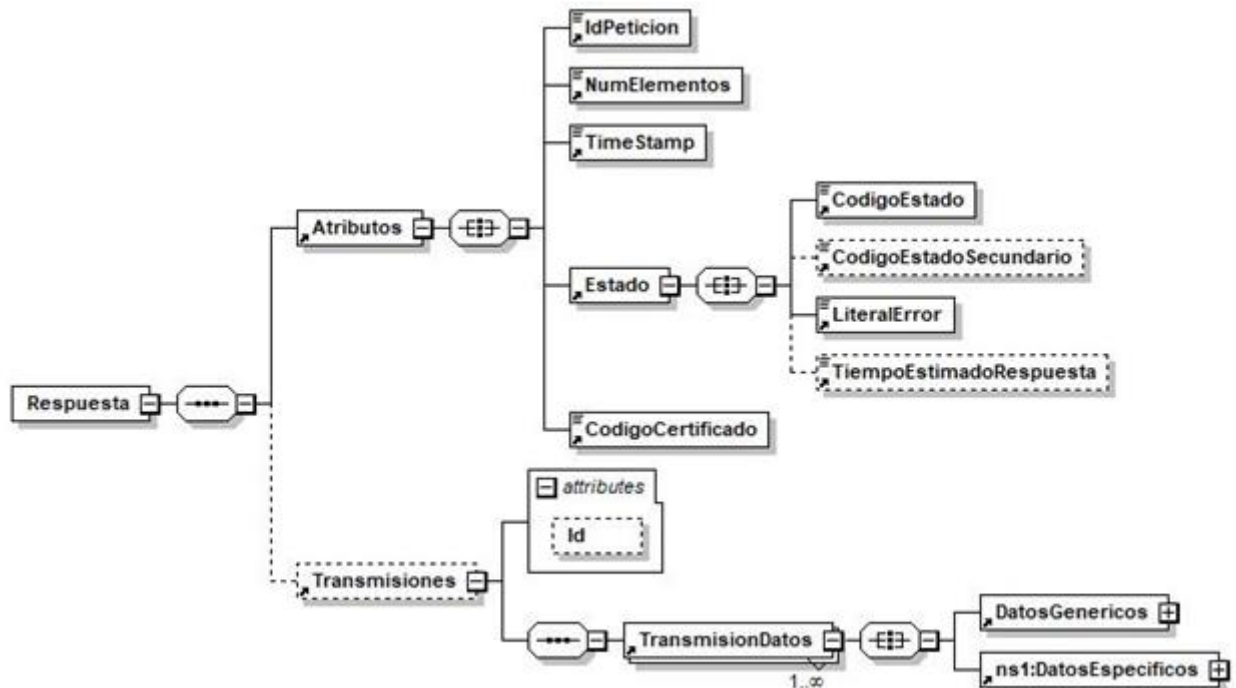 IdPeticion
NumElementos
TimeStamp
CodigoEstado
Atributos
CodigoEstadoSecundario
Estado
LiteralError
TiempoEstimadoRespuesta
Respuesta
CodigoCertificado
attributes
Id
Transmisiones
DatosGenericos
TransmisionDatos
ns1:DatosEspecificos
1..∞